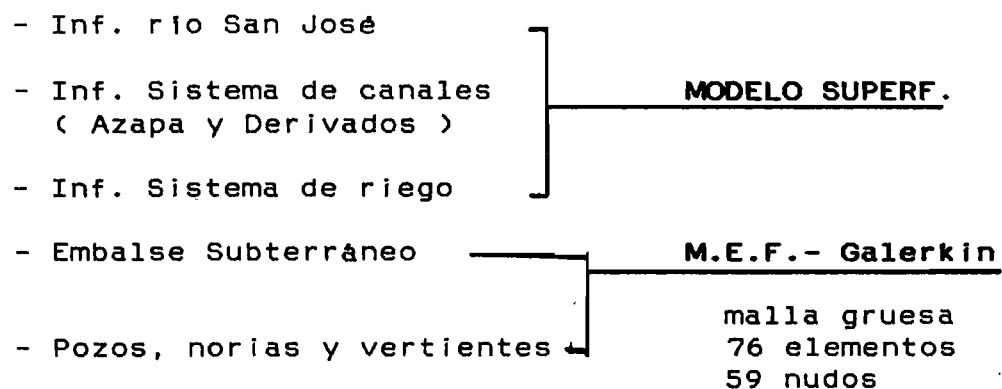 - Inf. río San José
- Inf. Sistema de canales
( Azapa y Derivados )
MODELO SUPERF.
- Inf. Sistema de riego
- Embalse Subterráneo
M.E.F.- Galerkin
- Pozos, norias y vertientes
malla gruesa
76 elementos
59 nudos